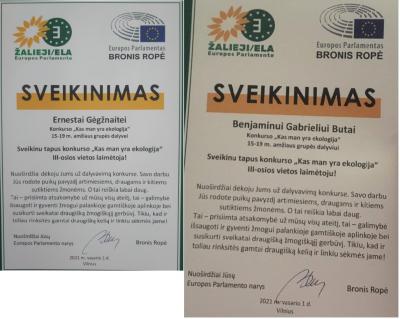 ŽALIEJI/ELA
Europos Parlamente
Europos Parlamentas
BRONIS ROPĖ
SVEIKINIMAS
Ernestai Gėgžnaitei
Konkurso „Kas man yra ekologija“
15-19 m. amžiaus grupės dalyvei
Sveikinu tapus konkurso „Kas man yra ekologija“
III-osios vietos laimėtoja!
Nuoširdžiai dėkoju Jums už dalyvavimą konkurse. Savo darbu
Jūs rodote puikų pavyzdį artimiesiems, draugams ir kitiems
sutiktiems žmonėms. O tai reiškia labai daug.
Tai – prisiimta atsakomybė už mūsų visų ateitį, tai – galimybė
išsaugoti ir gyventi žmogui palankioje gamtoje aplinkoje bei
susikurti sveikatai draugišką žmogiškąjį gerbūvį. Tikiu, kad ir
toliau rinksitės gamtai draugišką kelią ir linkiu sėkmės jame!
Nuoširdžiai Jūsų
Europos Parlamento narys
Bronis Ropė
2021 m. vasario 1 d.
Vilnius
ŽALIEJI/ELA
Europos Parlamente
Europos Parlamentas
BRONIS ROPĖ
SVEIKINIMAS
Benjaminui Gabrieliui Butai
Konkurso „Kas man yra ekologija“
15-19 m. amžiaus grupės dalyviui
Sveikinu tapus konkurso „Kas man yra ekologija“
III-osios vietos laimėtoju!
Nuoširdžiai dėkoju Jums už dalyvavimą konkurse. Savo darbu
Jūs rodote puikų pavyzdį artimiesiems, draugams ir kitiems
sutiktiems žmonėms. O tai reiškia labai daug.
Tai – prisiimta atsakomybė už mūsų visų ateitį, tai – galimybė
išsaugoti ir gyventi žmogui palankioje gamtoje aplinkoje bei
susikurti sveikatai draugišką žmogiškąjį gerbūvį. Tikiu, kad ir
toliau rinksitės gamtai draugišką kelią ir linkiu sėkmės jame!
Nuoširdžiai Jūsų
Europos Parlamento narys
Bronis Ropė
2021 m. vasario 1 d.
Vilnius